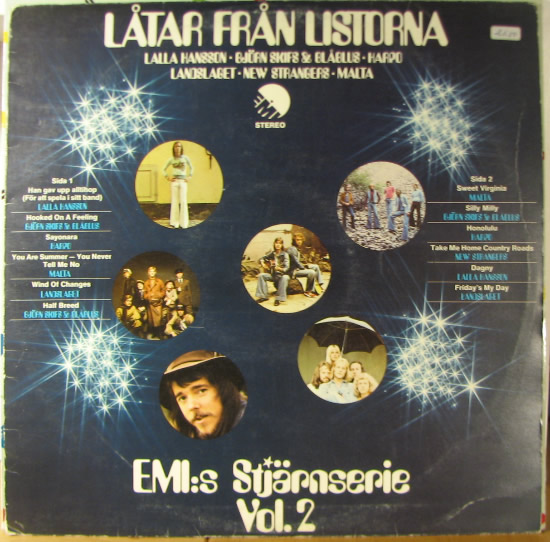 LÅTAR FRÅN LISTORNA
LALLA HANSSON · BJÖRN SKIFS & BLÅBLUS · HARPO
LANDSLAGET · NEW STRANGERS · MALTA
EMI
STEREO
Side 1
Han gav upp alltihop
(För att spela i sitt band)
LALLA HANSSON
Hooked On A Feeling
BJÖRN SKIFS & BLÅBLUS
Sayonara
HARPO
You Are Summer – You Never
Tell Me No
MALTA
Wind Of Changes
LANDSLAGET
Half Breed
BJÖRN SKIFS & BLÅBLUS
Side 2
Sweet Virginia
MALTA
Silly Milly
BJÖRN SKIFS & BLÅBLUS
Honolulu
HARPO
Take Me Home Country Roads
NEW STRANGERS
Dagny
LALLA HANSSON
Friday's My Day
LANDSLAGET
EMI:s Stjärnserie
Vol. 2